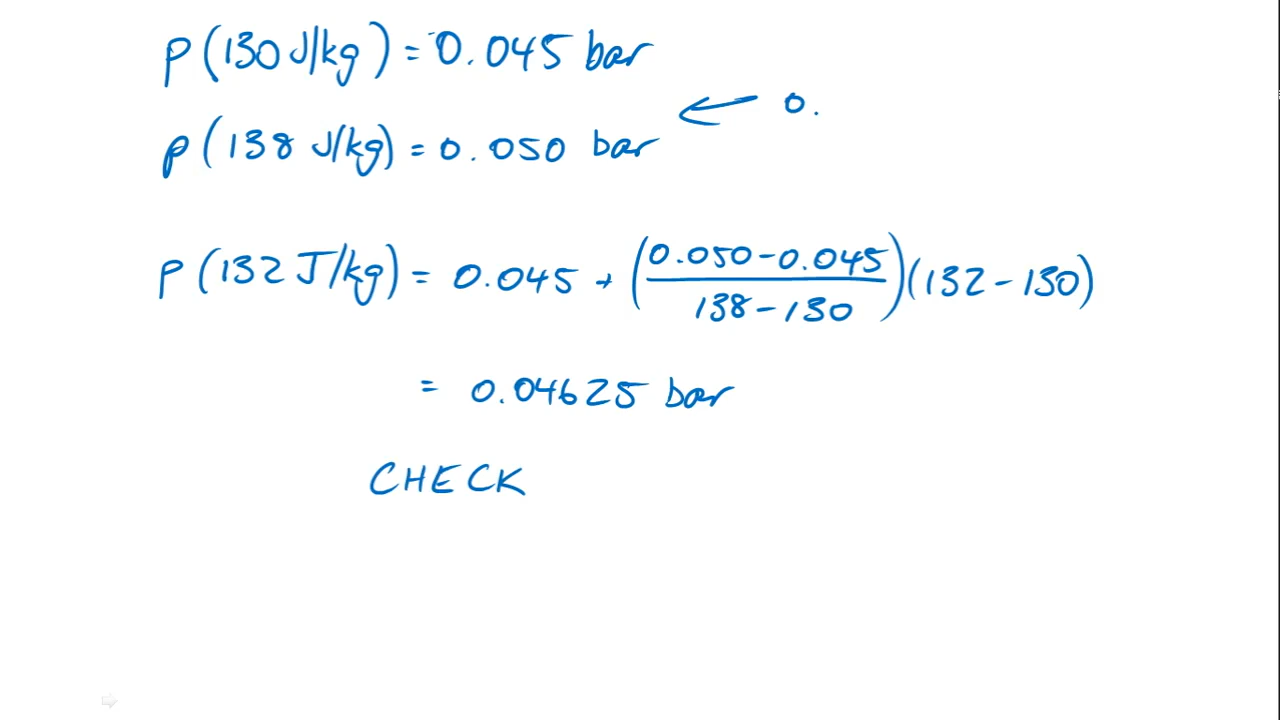 p (130 J/kg) = 0.045 bar
0.
p (138 J/kg) = 0.050 bar
p (132 J/kg) = 0.045 + ((0.050 - 0.045)/(138 - 130)) (132 - 130)
= 0.04625 bar
CHECK